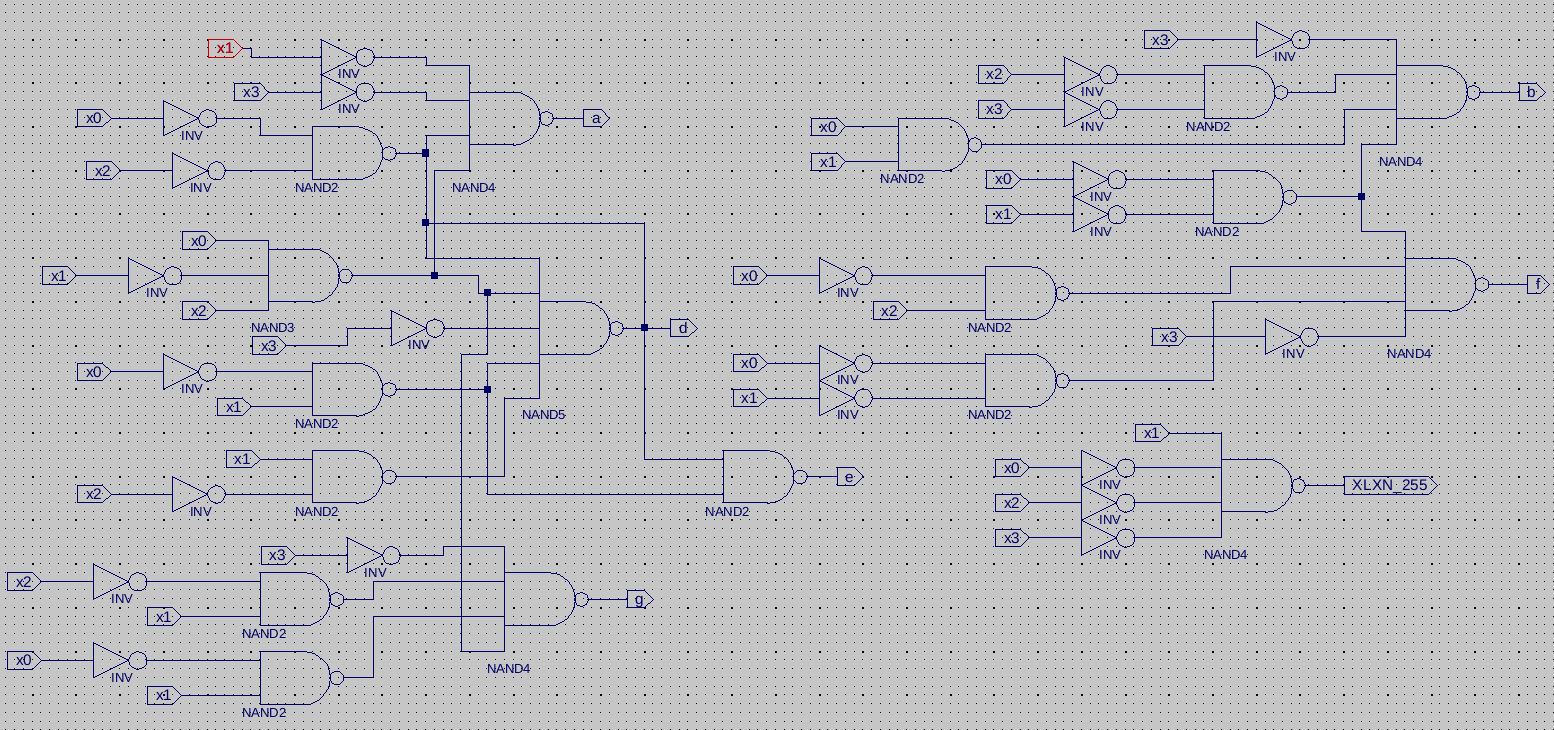 x1
INV
x3
INV
x0
INV
x2
INV
NAND2
NAND4
a
x0
x1
INV
x2
NAND3
x3
INV
NAND5
d
x0
INV
x1
NAND2
x1
x2
INV
NAND2
NAND2
e
x3
INV
x2
INV
x1
NAND2
NAND4
g
x0
INV
x1
NAND2
x3
INV
x2
INV
x3
INV
NAND2
NAND4
b
x0
x1
NAND2
x0
INV
x1
INV
NAND2
x0
INV
x2
NAND2
x3
INV
NAND4
f
x0
INV
x1
INV
NAND2
x1
x0
INV
x2
INV
x3
INV
NAND4
XLXN_255